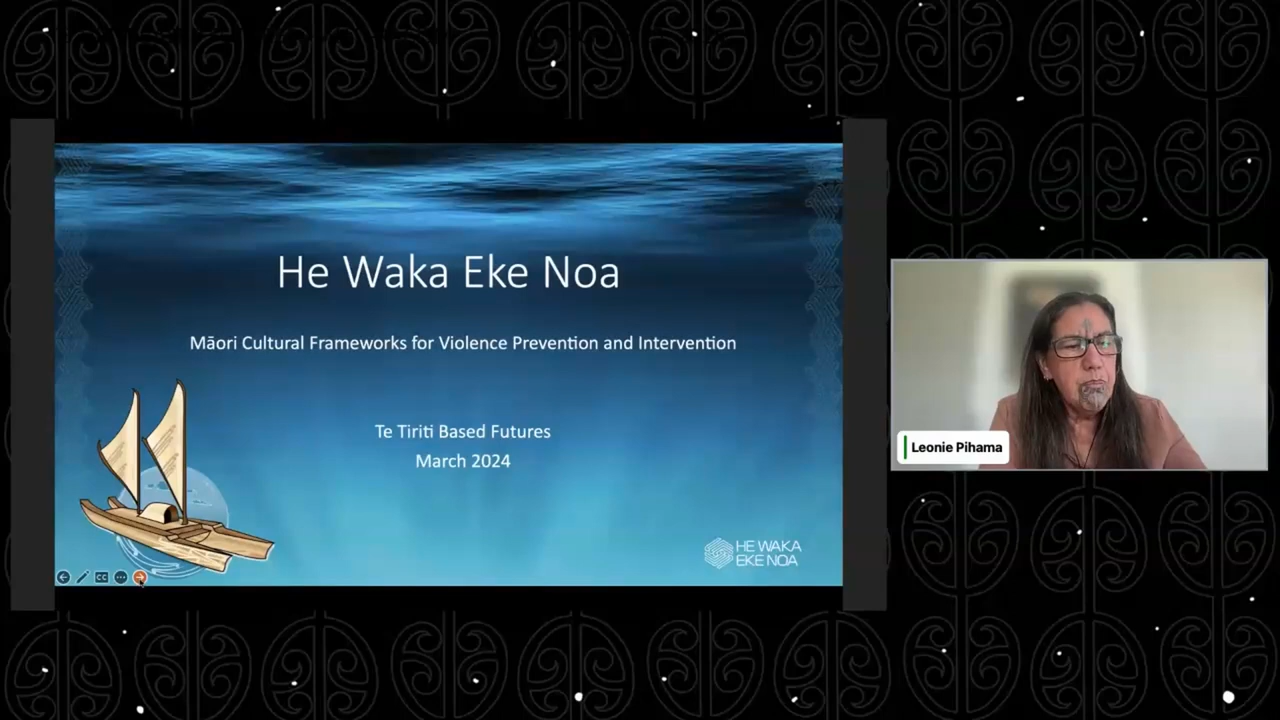 He Waka Eke Noa
Māori Cultural Frameworks for Violence Prevention and Intervention
Te Tiriti Based Futures
March 2024
HE WAKA
EKE NOA
CC
Leonie Pihama